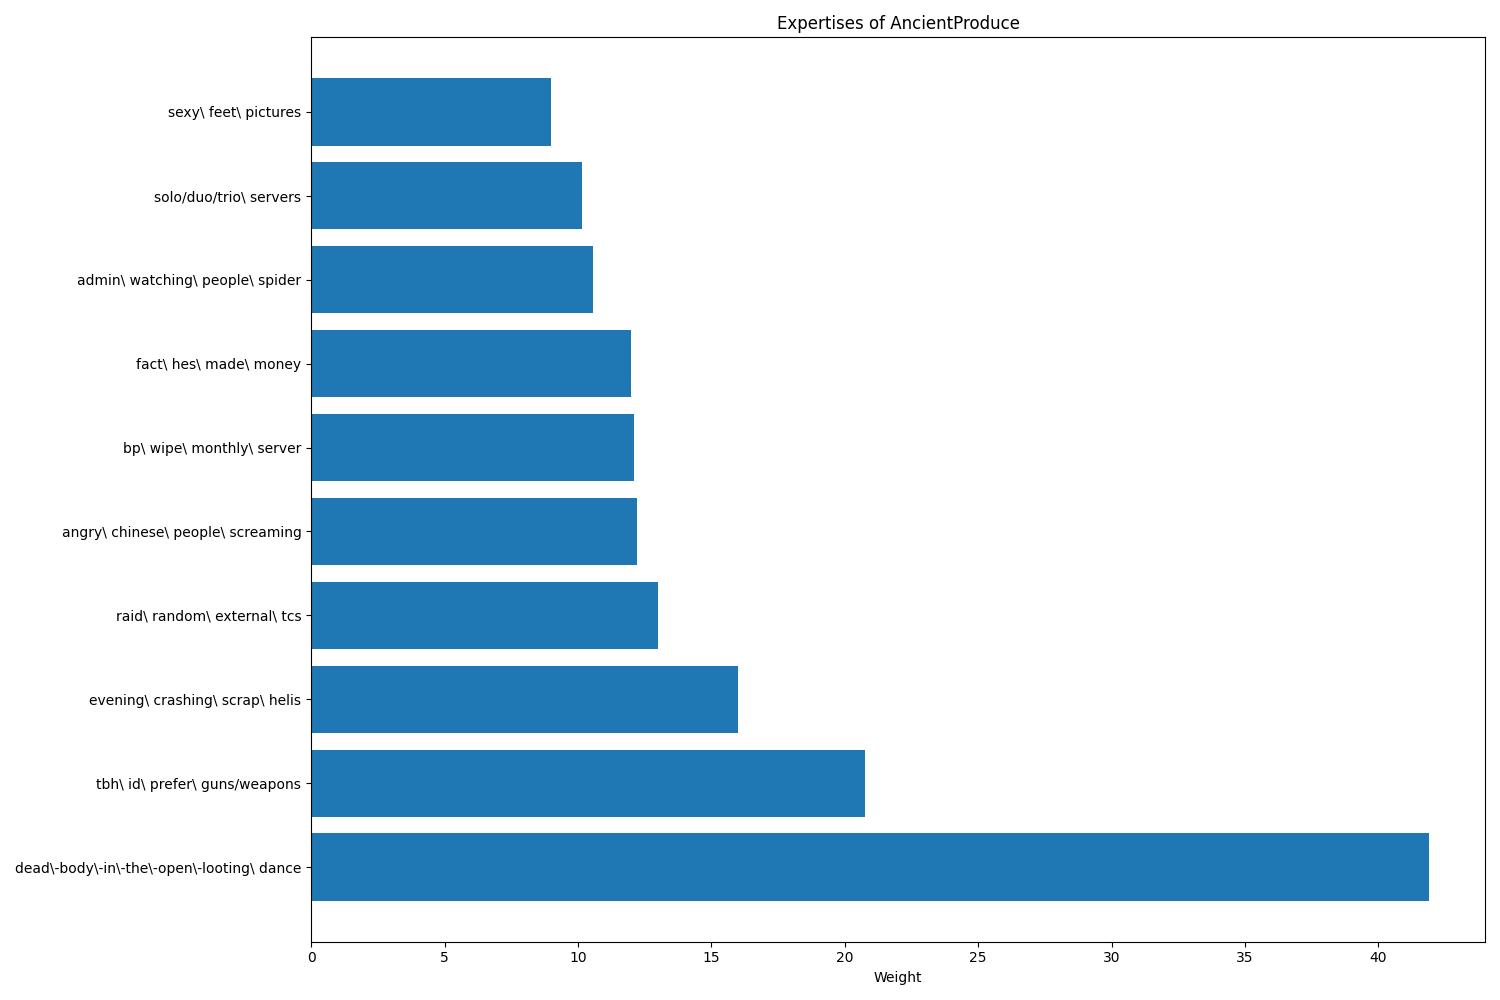 Expertises of AncientProduce
sexy\ feet\ pictures
solo/duo/trio\ servers
admin\ watching\ people\ spider
fact\ hes\ made\ money
bp\ wipe\ monthly\ server
angry\ chinese\ people\ screaming
raid\ random\ external\ tcs
evening\ crashing\ scrap\ helis
tbh\ id\ prefer\ guns/weapons
dead\-body\-in\-the\-open\-looting\ dance
0 5 10 15 20 25 30 35 40
Weight